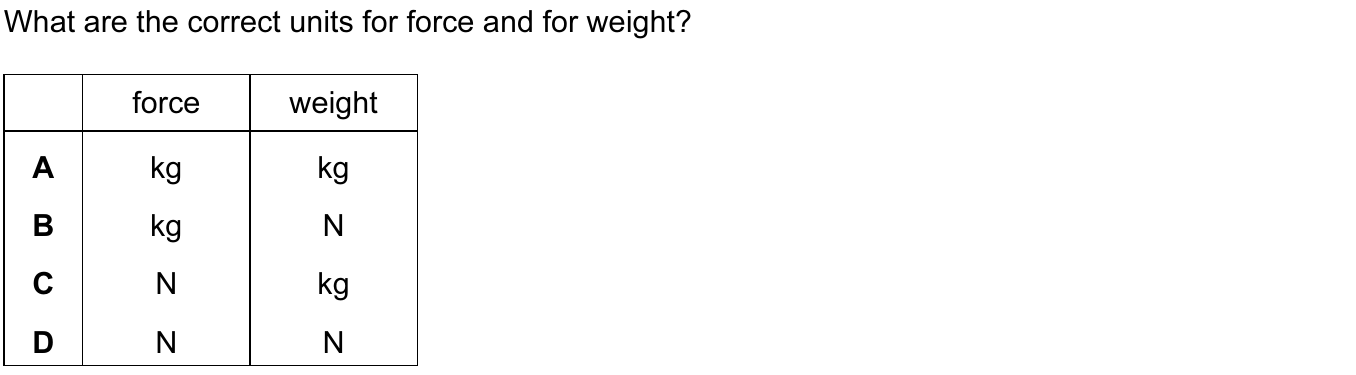 What are the correct units for force and for weight?
force weight
A kg kg
B kg N
C N kg
D N N